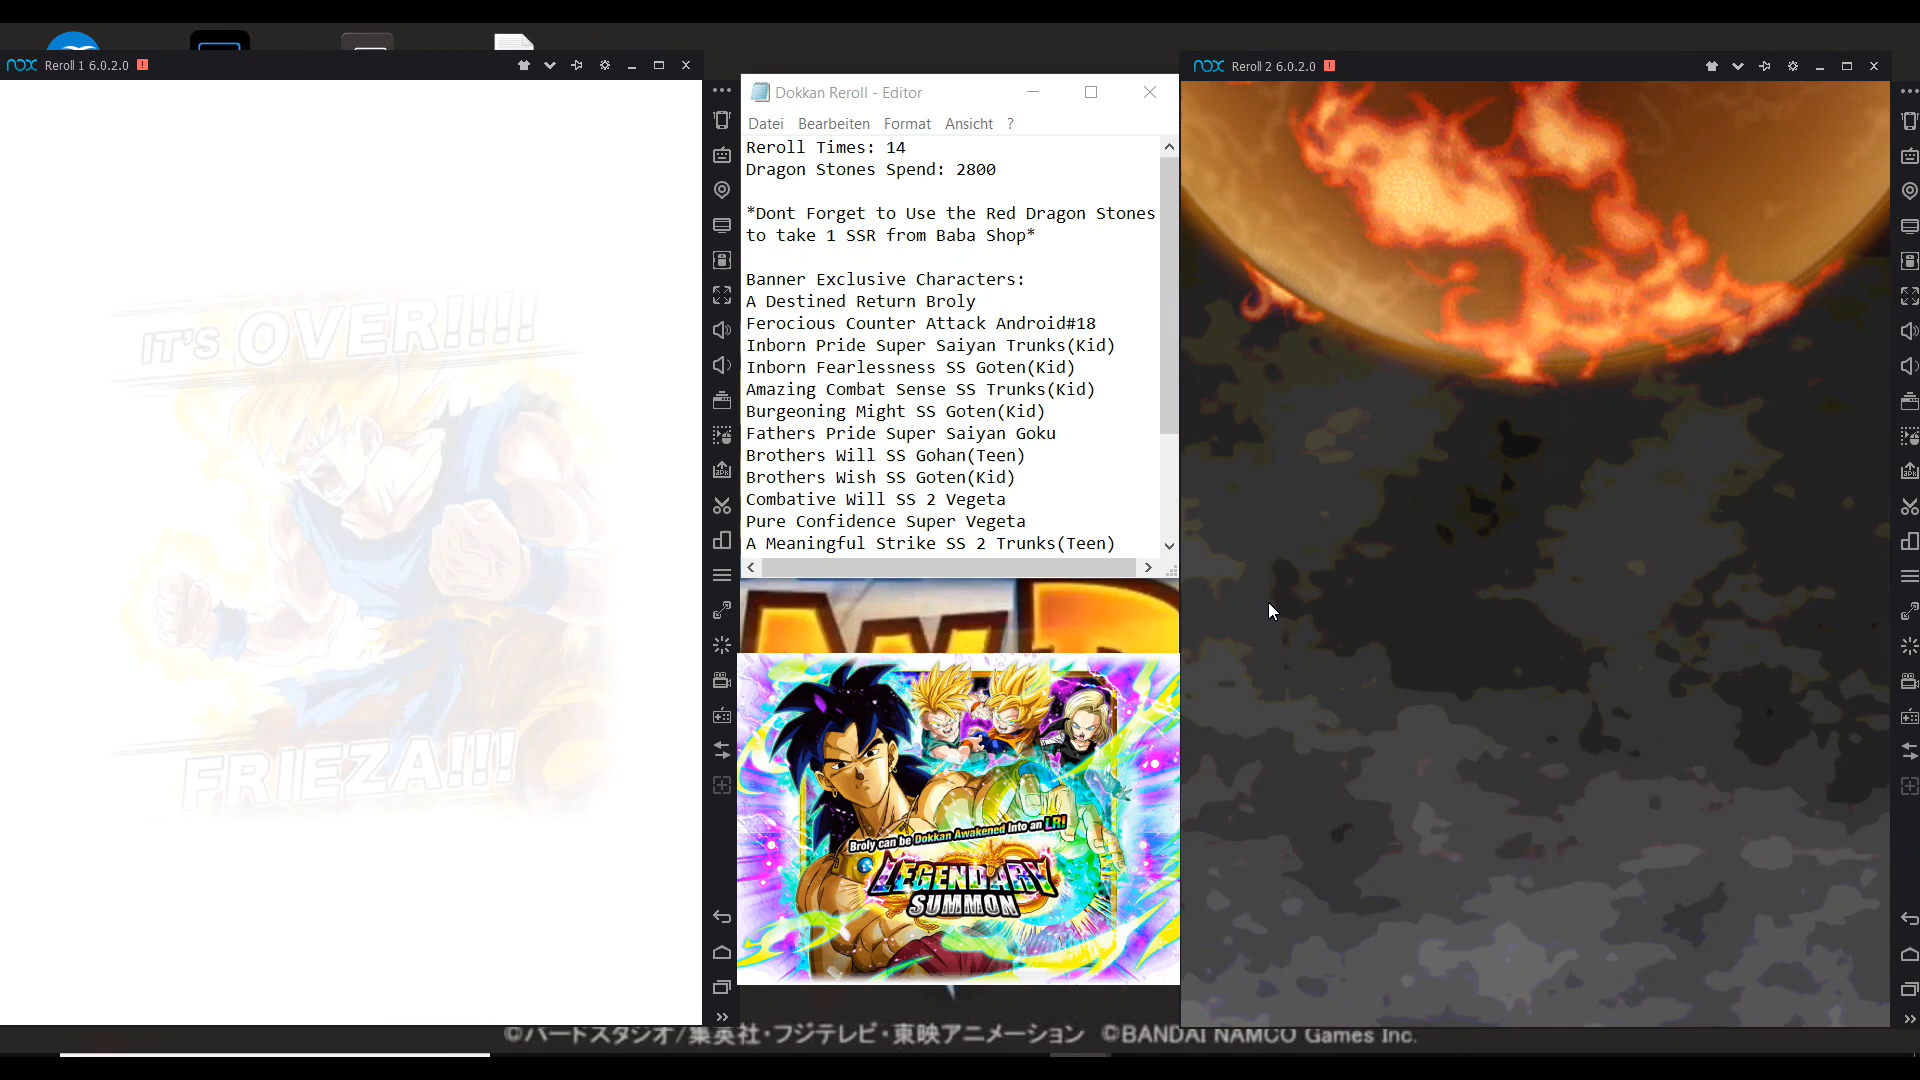 nox Reroll 1 6.0.2.0
IT'S OVER!!!!
FRIEZA!!!
Dokkan Reroll - Editor
Datei Bearbeiten Format Ansicht ?
Reroll Times: 14
Dragon Stones Spend: 2800
*Dont Forget to Use the Red Dragon Stones
to take 1 SSR from Baba Shop*
Banner Exclusive Characters:
A Destined Return Broly
Ferocious Counter Attack Android#18
Inborn Pride Super Saiyan Trunks(Kid)
Inborn Fearlessness SS Goten(Kid)
Amazing Combat Sense SS Trunks(Kid)
Burgeoning Might SS Goten(Kid)
Fathers Pride Super Saiyan Goku
Brothers Will SS Gohan(Teen)
Brothers Wish SS Goten(Kid)
Combative Will SS 2 Vegeta
Pure Confidence Super Vegeta
A Meaningful Strike SS 2 Trunks(Teen)
Broly can be Dokkan Awakened into an LR!
LEGENDARY
SUMMON
nox Reroll 2 6.0.2.0
©バードスタジオ/集英社・フジテレビ・東映アニメーション ©BANDAI NAMCO Games Inc.